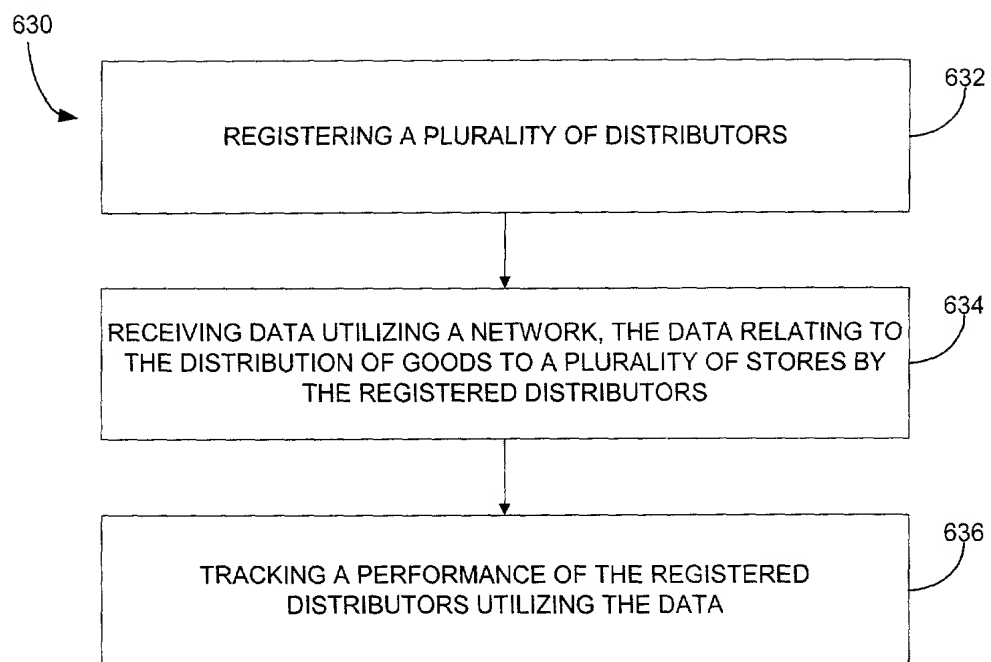 630
632
REGISTERING A PLURALITY OF DISTRIBUTORS
634
RECEIVING DATA UTILIZING A NETWORK, THE DATA RELATING TO
THE DISTRIBUTION OF GOODS TO A PLURALITY OF STORES BY
THE REGISTERED DISTRIBUTORS
636
TRACKING A PERFORMANCE OF THE REGISTERED
DISTRIBUTORS UTILIZING THE DATA